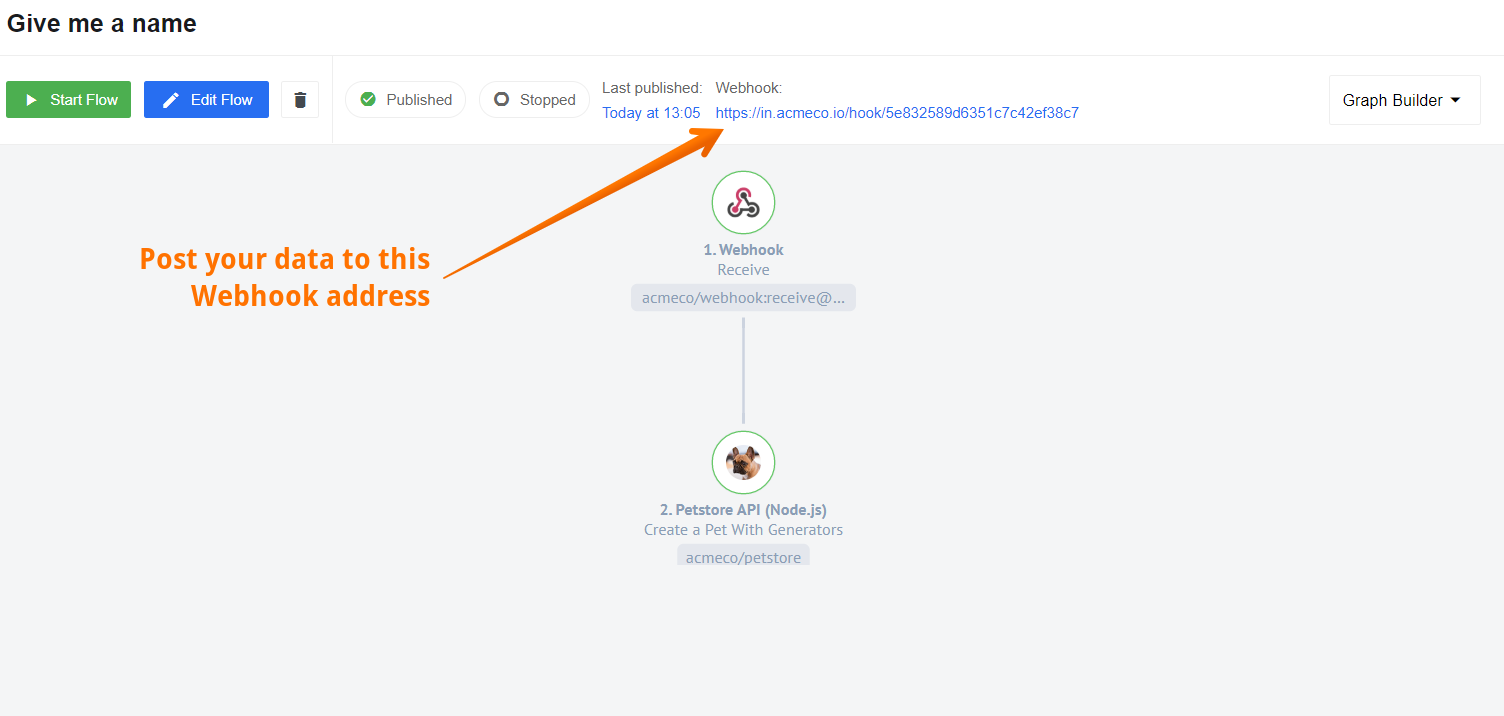 Give me a name
Start Flow
Edit Flow
Published
Stopped
Last published:
Today at 13:05
Webhook:
https://in.acmeco.io/hook/5e832589d6351c7c42ef38c7
Graph Builder
Post your data to this
Webhook address
1. Webhook
Receive
acmeco/webhook:receive@...
2. Petstore API (Node.js)
Create a Pet With Generators
acmeco/petstore